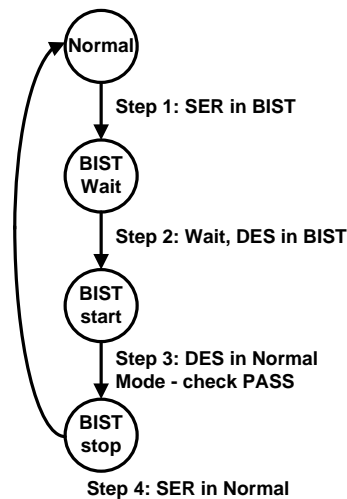 Normal
Step 1: SER in BIST
BIST
Wait
Step 2: Wait, DES in BIST
BIST
start
Step 3: DES in Normal
Mode - check PASS
BIST
stop
Step 4: SER in Normal